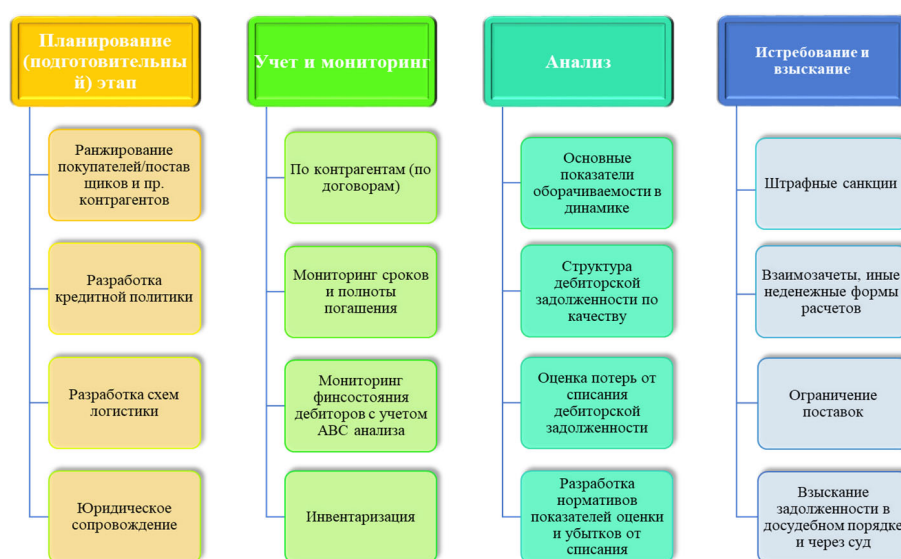 Планирование
(подготовительны
й) этап
Ранжирование
покупателей/постав
щиков и пр.
контрагентов
Разработка
кредитной политики
Разработка схем
логистики
Юридическое
сопровождение
Учет и мониторинг
По контрагентам (по
договорам)
Мониторинг сроков
и полноты
погашения
Мониторинг
финсостояния
дебиторов с учетом
АВС анализа
Инвентаризация
Анализ
Основные
показатели
оборачиваемости в
динамике
Структура
дебиторской
задолженности по
качеству
Оценка потерь от
списания
дебиторской
задолженности
Разработка
нормативов
показателей оценки
и убытков от
списания
Истребование и
взыскание
Штрафные санкции
Взаимозачеты, иные
неденежные формы
расчетов
Ограничение
поставок
Взыскание
задолженности в
досудебном порядке
и через суд